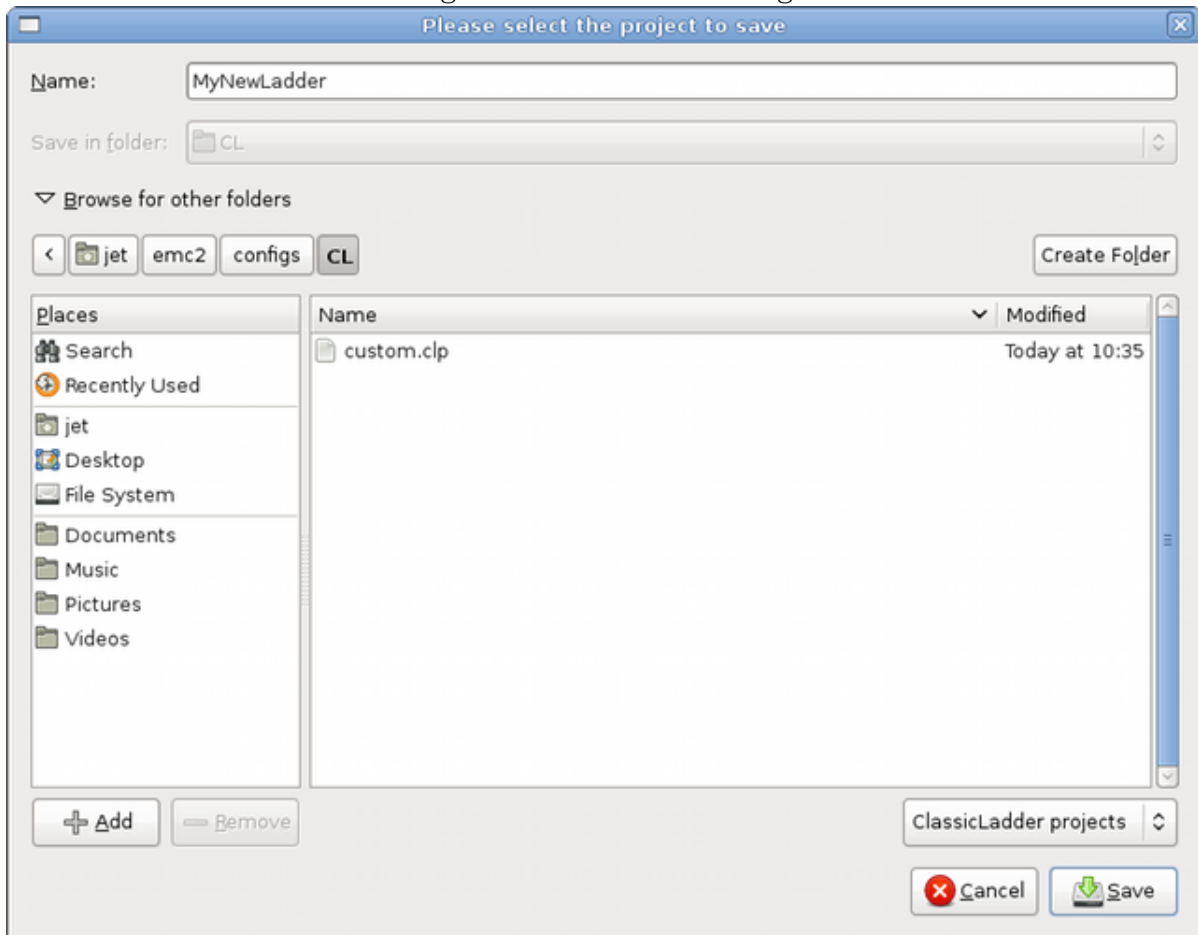 Please select the project to save
Name: MyNewLadder
Save in folder: CL
Browse for other folders
< jet emc2 configs CL Create Folder
Places Name Modified
Search custom.clp Today at 10:35
Recently Used
jet
Desktop
File System
Documents
Music
Pictures
Videos
Add Remove ClassicLadder projects
Cancel Save